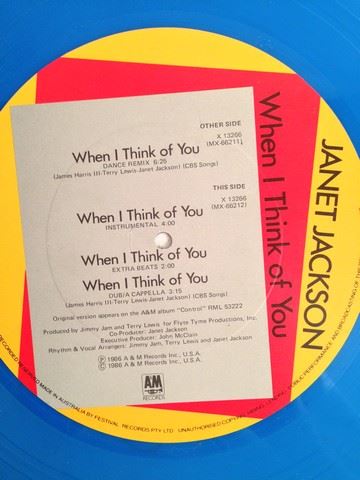 JANET JACKSON
When I Think of You
OTHER SIDE
X 13266
(MX-66211)
When I Think of You
DANCE REMIX 6:25
(James Harris III-Terry Lewis-Janet Jackson) (CBS Songs)
THIS SIDE
X 13266
(MX-66212)
When I Think of You
INSTRUMENTAL 4:00
When I Think of You
EXTRA BEATS 2:00
When I Think of You
DUB/A CAPPELLA 3:15
(James Harris III-Terry Lewis-Janet Jackson) (CBS Songs)
Original version appears on the A&M album "Control" RML 53222
Produced by Jimmy Jam and Terry Lewis for Flyte Tyme Productions, Inc.
Co-Producer: Janet Jackson
Executive Producer: John McClain
Rhythm & Vocal Arrangers: Jimmy Jam, Terry Lewis and Janet Jackson
℗ 1986 A & M Records Inc., U.S.A.
© 1986 A & M Records Inc., U.S.A.
A&M
RECORDS
MADE IN AUSTRALIA BY FESTIVAL RECORDS PTY LTD UNAUTHORISED COPYING, HIRING, LENDING, PUBLIC PERFORMANCE AND BROADCASTING OF